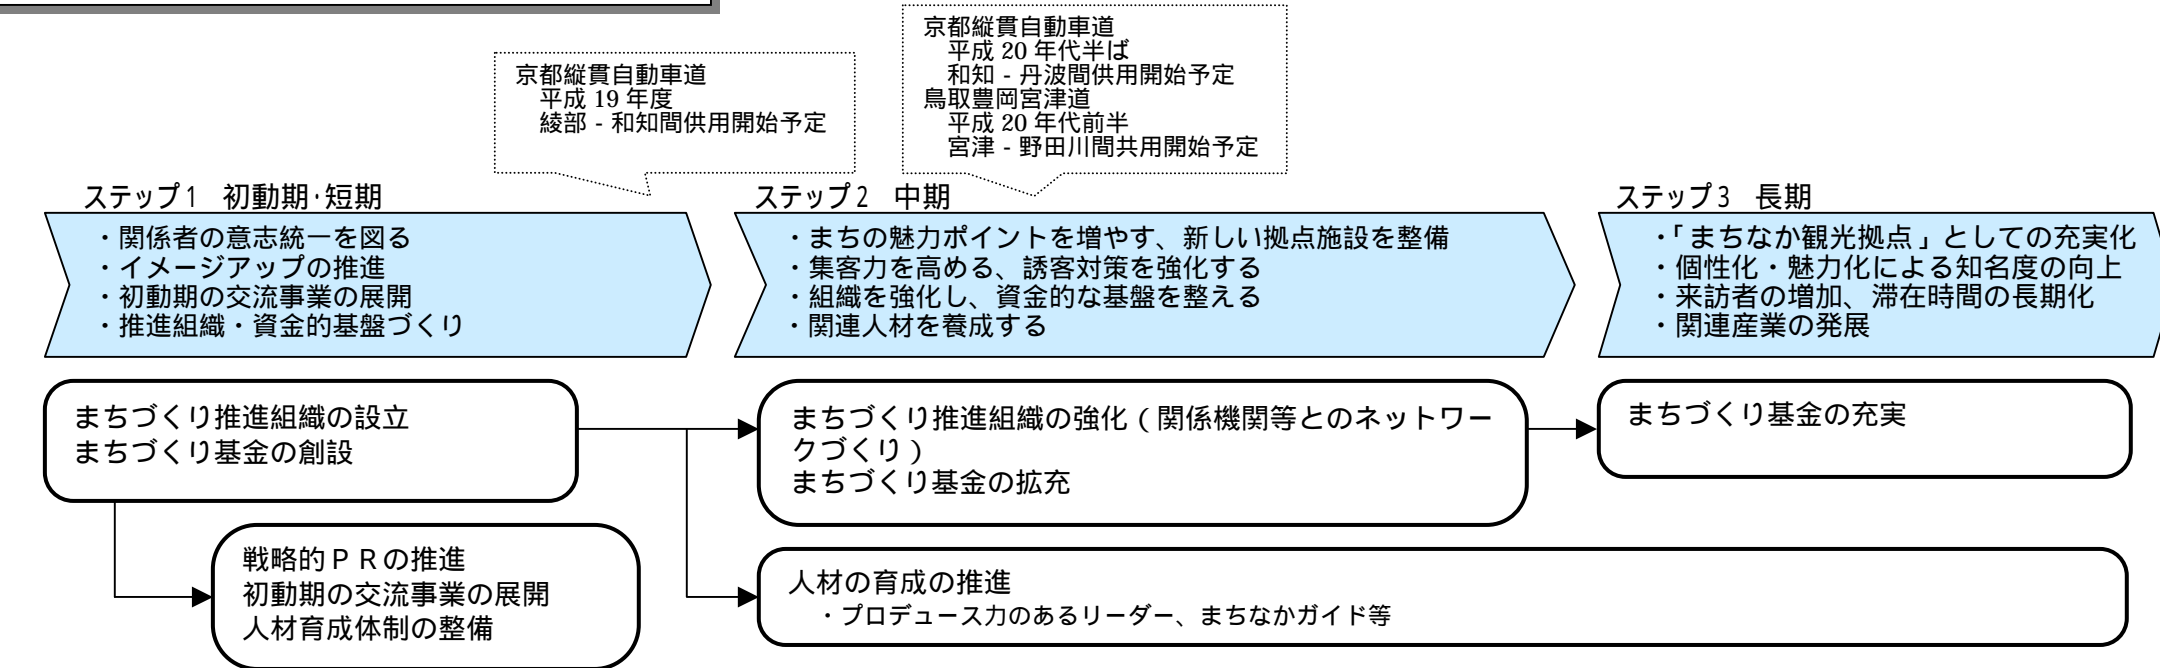 京都縦貫自動車道
平成 20 年代半ば
和知 - 丹波間供用開始予定
鳥取豊岡宮津道
平成 20 年代前半
宮津 - 野田川間共用開始予定
京都縦貫自動車道
平成 19 年度
綾部 - 和知間供用開始予定
ステップ1 初動期・短期
・関係者の意志統一を図る
・イメージアップの推進
・初動期の交流事業の展開
・推進組織・資金的基盤づくり
ステップ2 中期
・まちの魅力ポイントを増やす、新しい拠点施設を整備
・集客力を高める、誘客対策を強化する
・組織を強化し、資金的な基盤を整える
・関連人材を養成する
ステップ3 長期
・「まちなか観光拠点」としての充実化
・個性化・魅力化による知名度の向上
・来訪者の増加、滞在時間の長期化
・関連産業の発展
まちづくり推進組織の設立
まちづくり基金の創設
まちづくり推進組織の強化(関係機関等とのネットワー
クづくり)
まちづくり基金の拡充
まちづくり基金の充実
戦略的PRの推進
初動期の交流事業の展開
人材育成体制の整備
人材の育成の推進
・プロデュース力のあるリーダー、まちなかガイド等